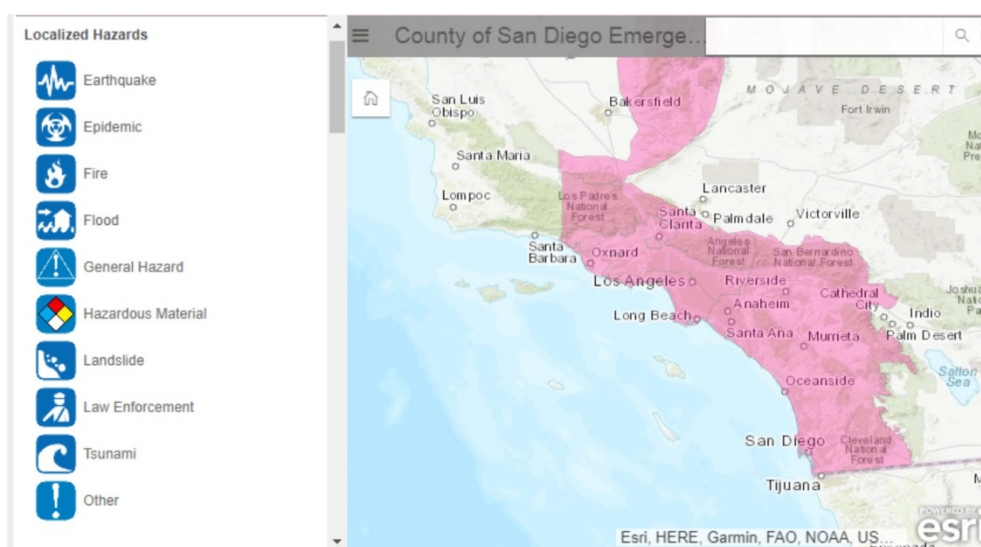 Localized Hazards
Earthquake
Epidemic
Fire
Flood
General Hazard
Hazardous Material
Landslide
Law Enforcement
Tsunami
Other
County of San Diego Emerge...
MOJAVE DESERT
Fort Irwin
San Luis
Obispo
Bakersfield
Santa Maria
Lompoc
Los Padres
National
Forest
Lancaster
Santa
Clarita
Palmdale
Victorville
Santa
Barbara
Oxnard
Angeles
National
Forest
San Bernardino
National Forest
Los Angeles
Riverside
Cathedral
City
Anaheim
Indio
Long Beach
Santa Ana
Murrieta
Palm Desert
Salton
Sea
Oceanside
San Diego
Cleveland
National
Forest
Tijuana
POWERED BY
esri
Esri, HERE, Garmin, FAO, NOAA, US...